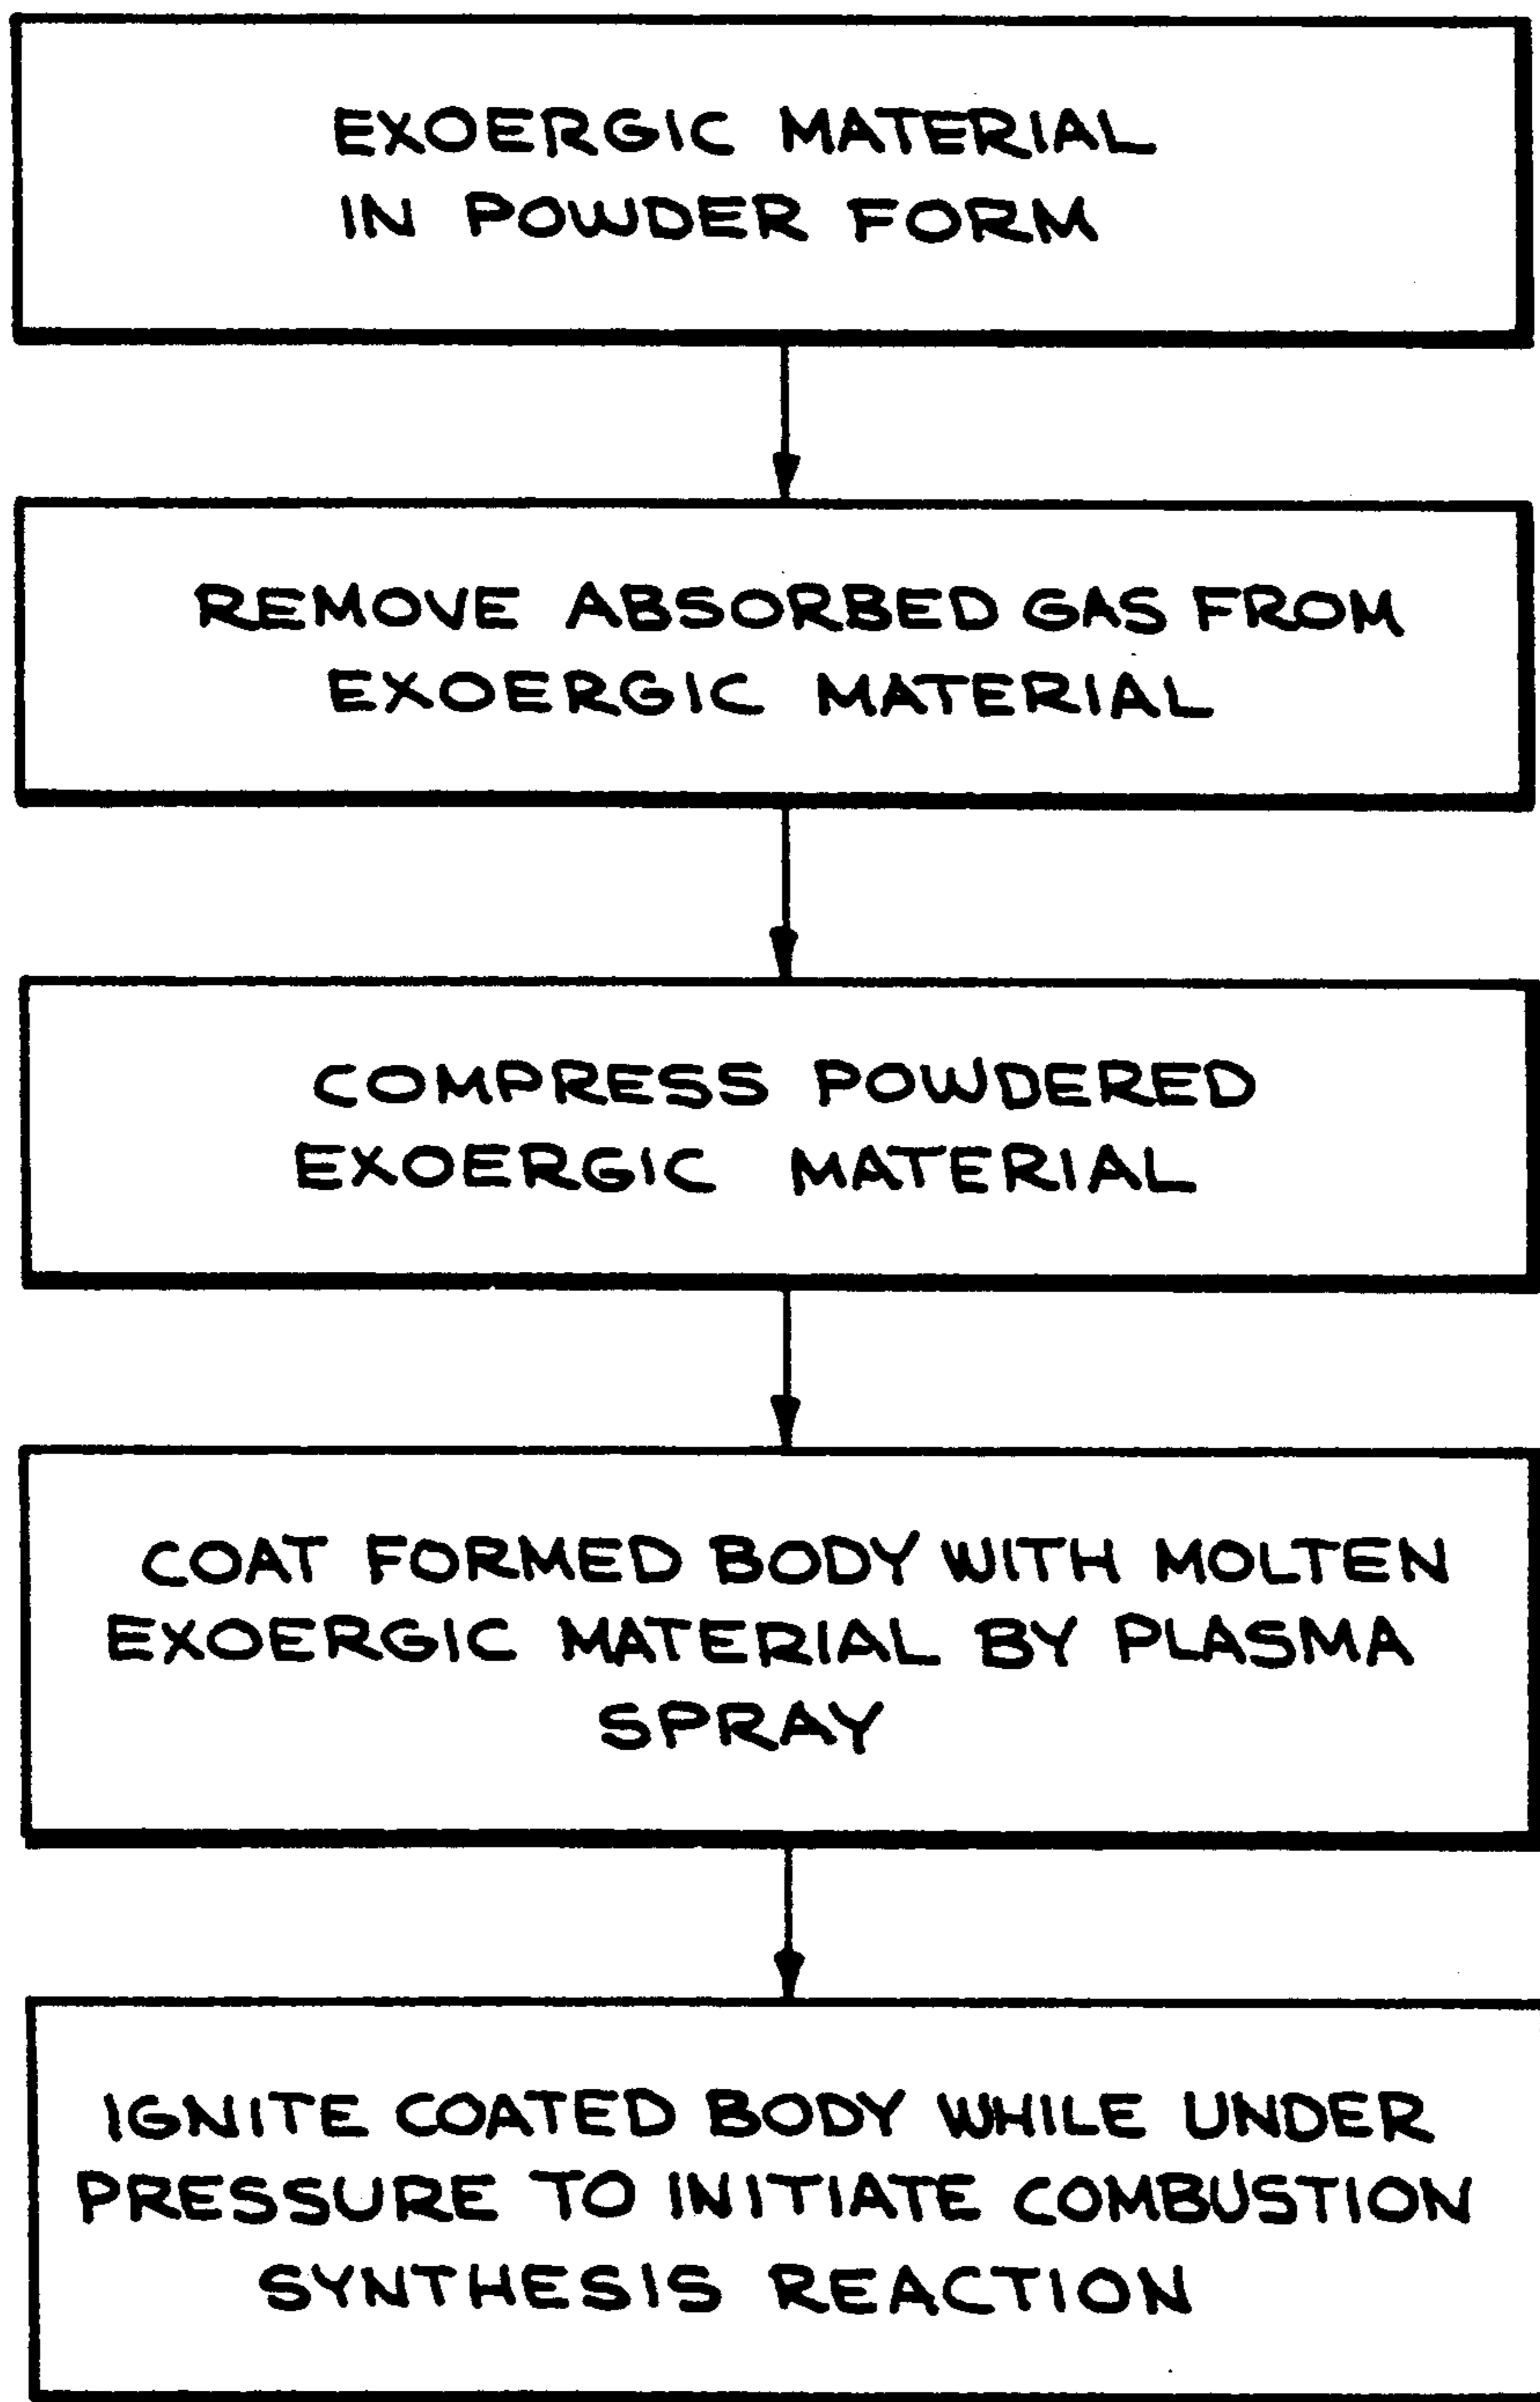 EXOERGIC MATERIAL
IN POWDER FORM
REMOVE ABSORBED GAS FROM
EXOERGIC MATERIAL
COMPRESS POWDERED
EXOERGIC MATERIAL
COAT FORMED BODY WITH MOLTEN
EXOERGIC MATERIAL BY PLASMA
SPRAY
IGNITE COATED BODY WHILE UNDER
PRESSURE TO INITIATE COMBUSTION
SYNTHESIS REACTION